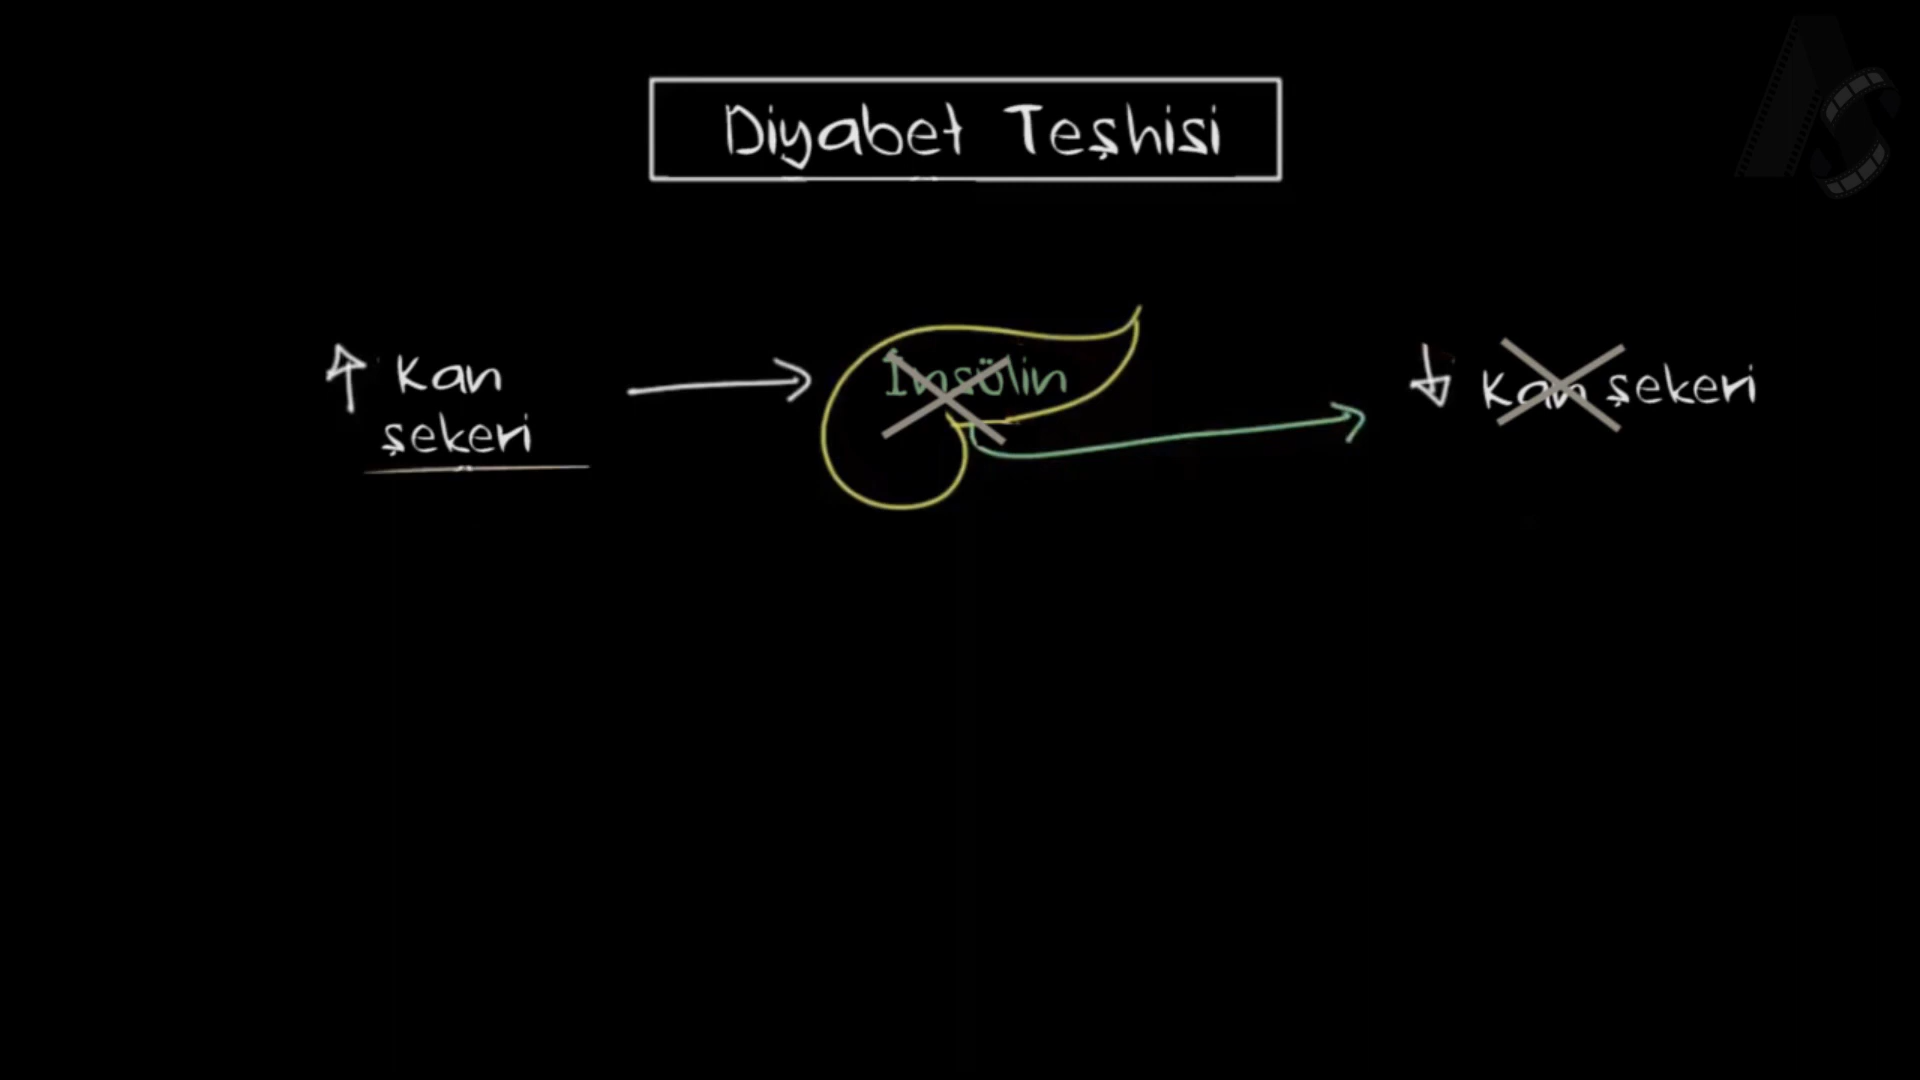 Diyabet Teşhisi
Kan
şekeri
İnsülin
Kan şekeri